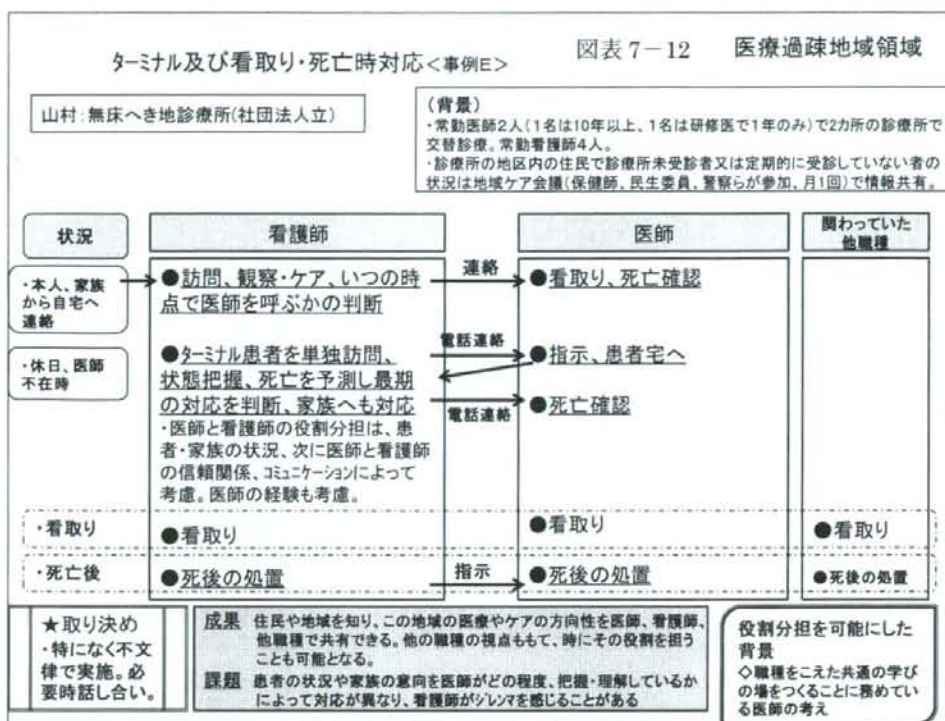 ターミナル及び看取り・死亡時対応<事例E>
図表7-12　医療過疎地域領域
山村:無床へき地診療所(社団法人立)
(背景)
・常勤医師2人(1名は10年以上、1名は研修医で1年のみ)で2カ所の診療所で
交替診療。常勤看護師4人。
・診療所の地区内の住民で診療所未受診者又は定期的に受診していない者の
状況は地域ケア会議(保健師、民生委員、警察らが参加、月1回)で情報共有。
状況
看護師
医師
関わっていた
他職種
・本人、家族
から自宅へ
連絡
●訪問、観察・ケア、いつの時
点で医師を呼ぶかの判断
連絡
●看取り、死亡確認
・休日、医師
不在時
●ターミナル患者を単独訪問、
状態把握、死亡を予測し最期
の対応を判断、家族へも対応
・医師と看護師の役割分担は、患
者・家族の状況、次に医師と看護師
の信頼関係、コミュニケーションによって
考慮。医師の経験も考慮。
電話連絡
●指示、患者宅へ
電話連絡
●死亡確認
・看取り
●看取り
●看取り
●看取り
・死亡後
●死後の処置
指示
●死後の処置
●死後の処置
★取り決め
・特になく不文
律で実施。必
要時話し合い。
成果　住民や地域を知り、この地域の医療やケアの方向性を医師、看護師、
他職種で共有できる。他の職種の視点ももて、時にその役割を担う
ことも可能となる。
課題　患者の状況や家族の意向を医師がどの程度、把握・理解しているか
によって対応が異なり、看護師がジレンマを感じることがある
役割分担を可能にした
背景
◇職種をこえた共通の学び
の場をつくることに務めてい
る医師の考え